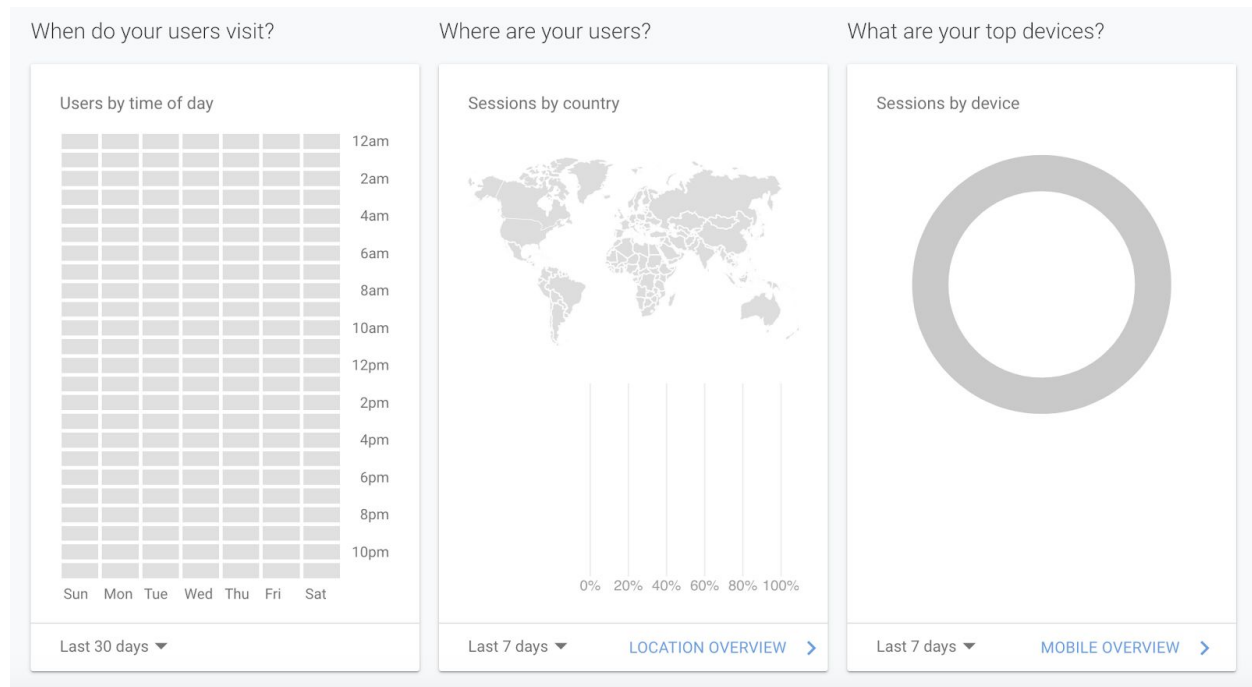 When do your users visit?
Users by time of day
12am
2am
4am
6am
8am
10am
12pm
2pm
4pm
6pm
8pm
10pm
Sun Mon Tue Wed Thu Fri Sat
Last 30 days
Where are your users?
Sessions by country
0% 20% 40% 60% 80% 100%
Last 7 days LOCATION OVERVIEW
What are your top devices?
Sessions by device
Last 7 days MOBILE OVERVIEW